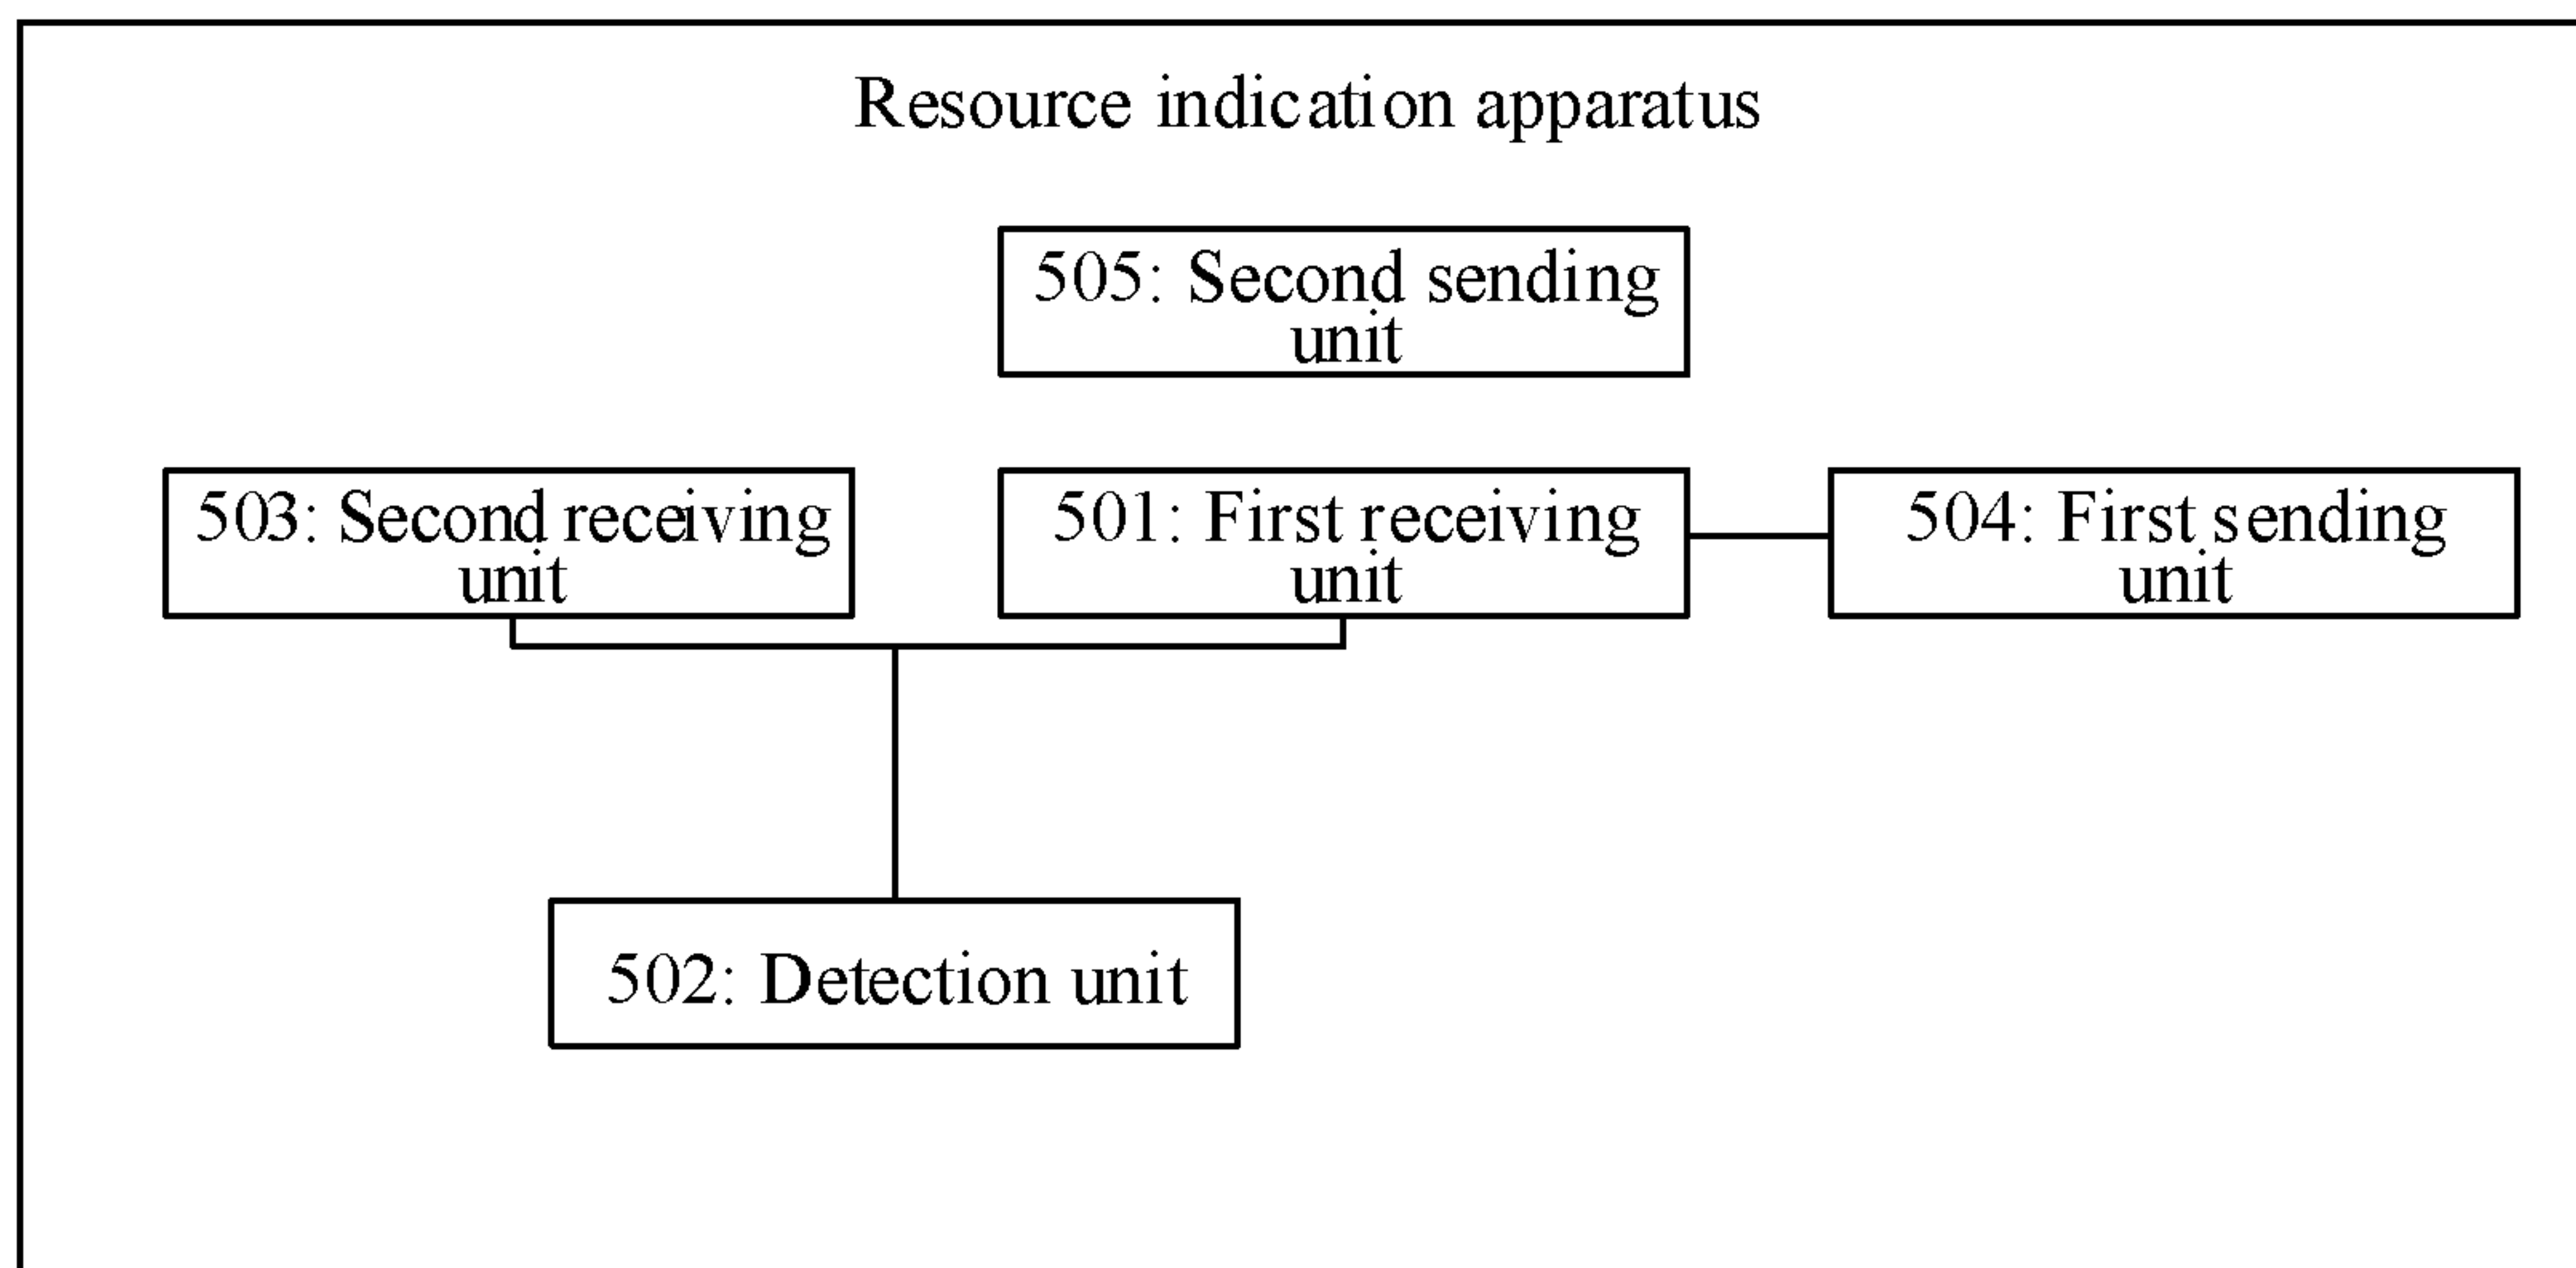 Resource indication apparatus
505: Second sending
unit
503: Second receiving
unit
501: First receiving
unit
504: First sending
unit
502: Detection unit